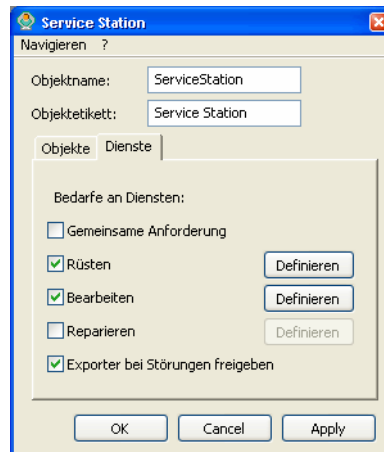 Service Station
Navigieren ?
Objektname: ServiceStation
Objektetikett: Service Station
Objekte Dienste
Bedarfe an Diensten:
Gemeinsame Anforderung
Rüsten Definieren
Bearbeiten Definieren
Reparieren Definieren
Exporter bei Störungen freigeben
OK Cancel Apply